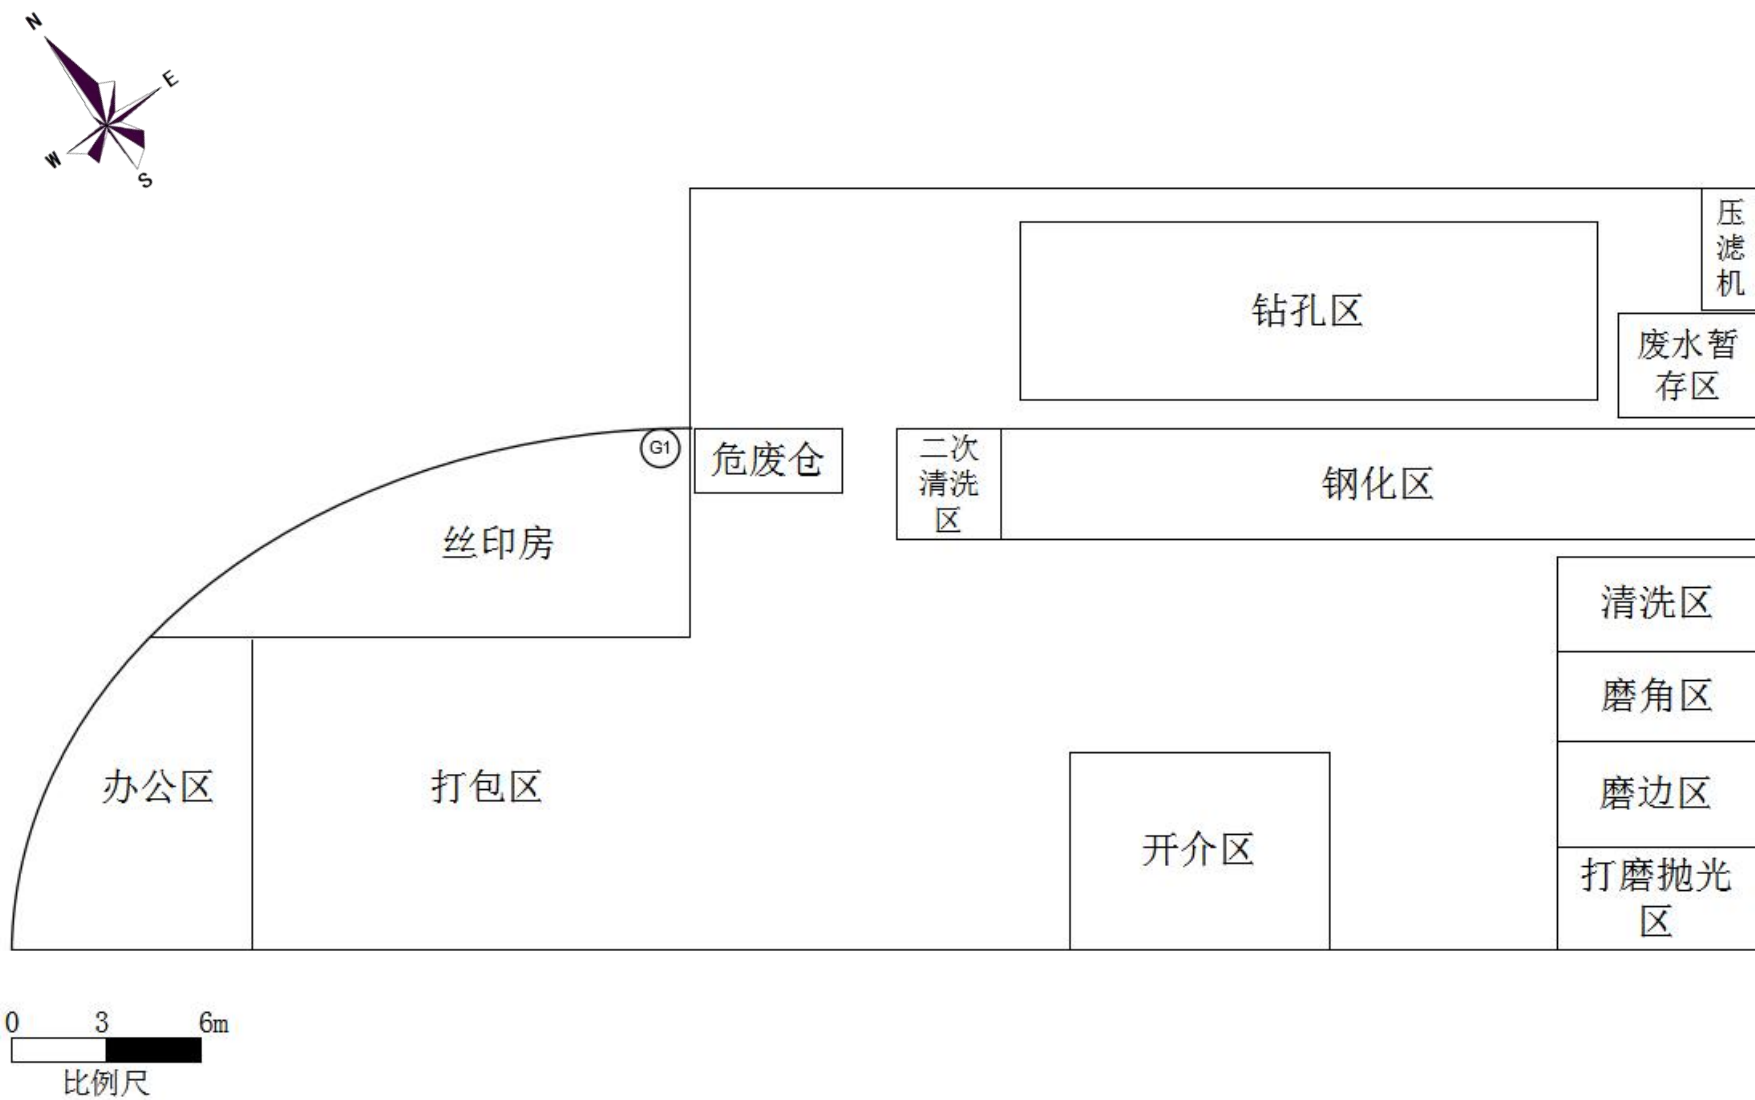 N
E
W
S
压
滤
机
钻孔区
废水暂
存区
G1
危废仓
二次
清洗
区
钢化区
丝印房
清洗区
磨角区
办公区
打包区
磨边区
开介区
打磨抛光
区
0 3 6m
比例尺